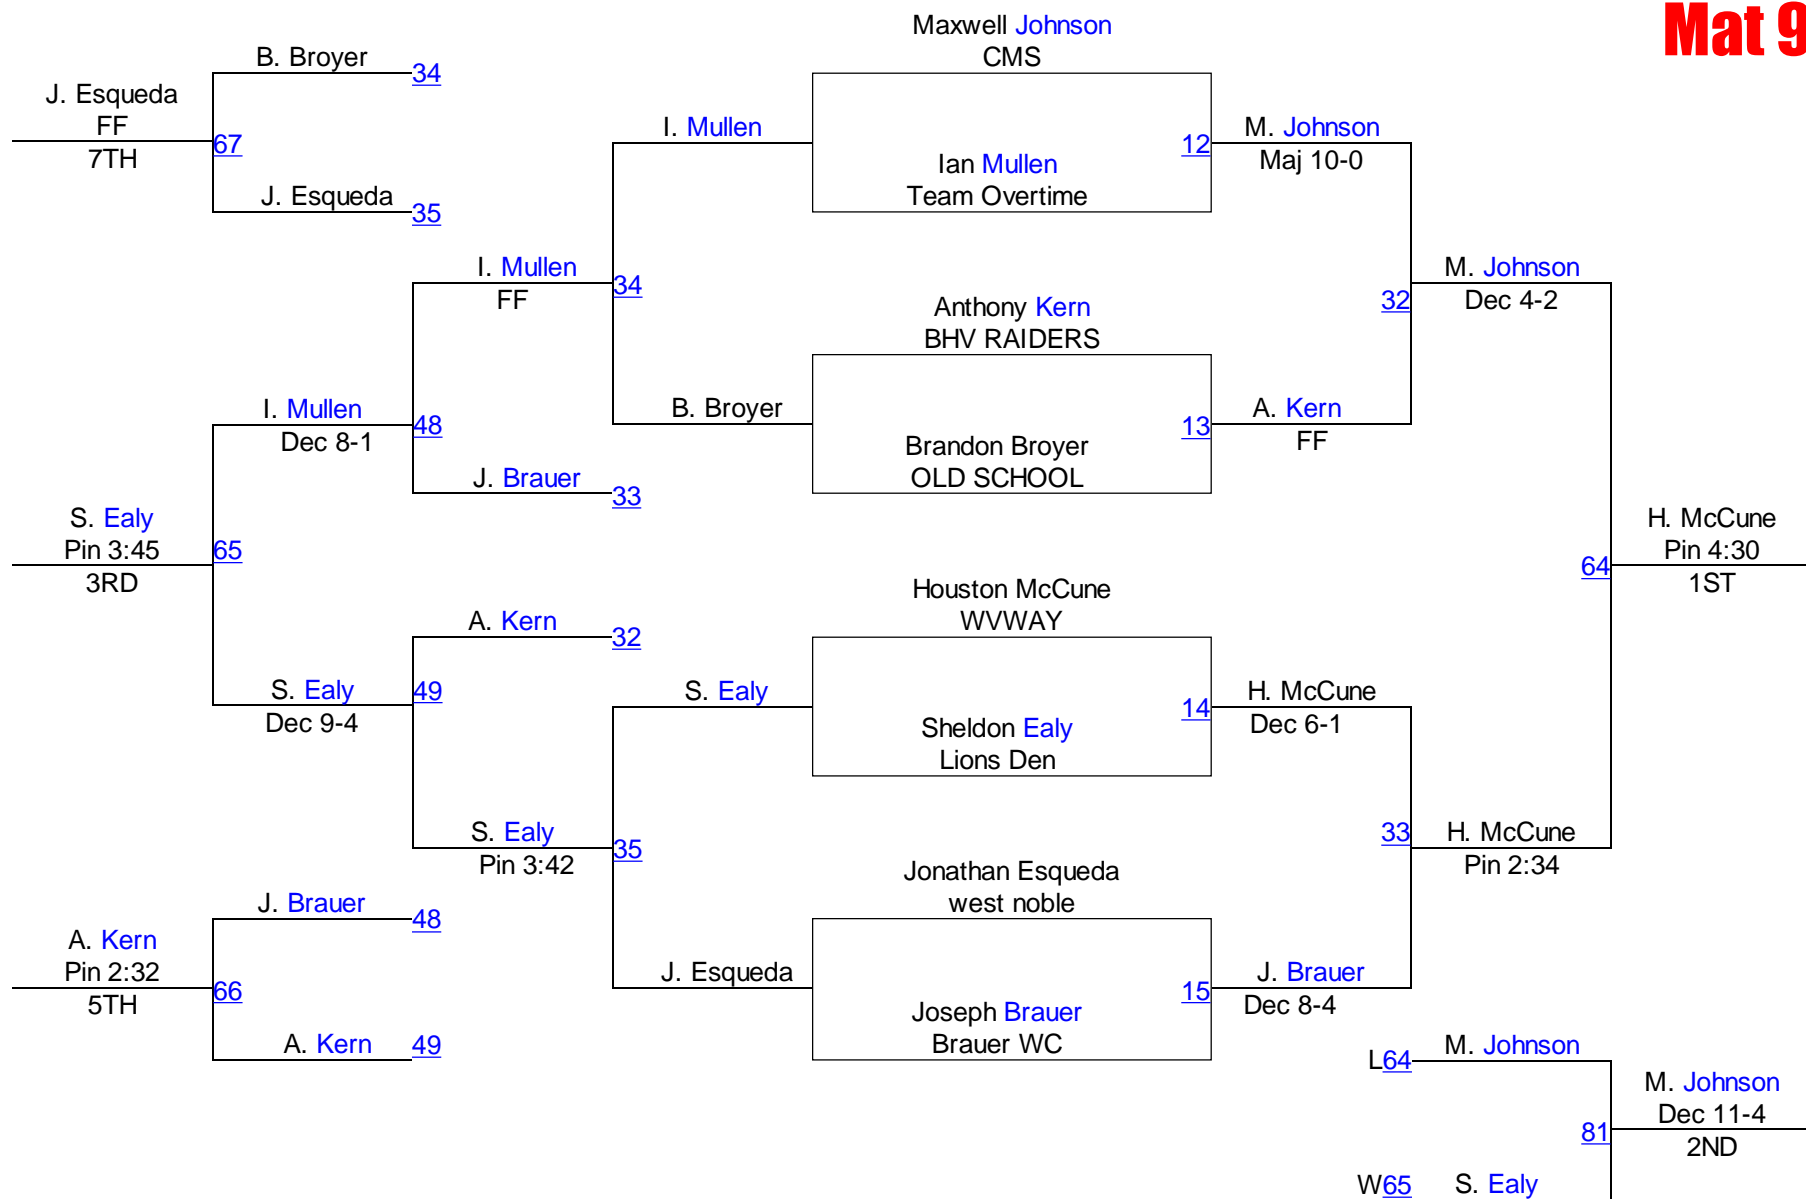 Mat 9
Maxwell Johnson
CMS
B. Broyer
34
J. Esqueda
FF
67
7TH
I. Mullen
12
M. Johnson
Maj 10-0
Ian Mullen
Team Overtime
J. Esqueda
35
I. Mullen
FF
34
M. Johnson
Dec 4-2
32
Anthony Kern
BHV RAIDERS
I. Mullen
Dec 8-1
48
B. Broyer
13
A. Kern
FF
Brandon Broyer
OLD SCHOOL
J. Brauer
33
S. Ealy
Pin 3:45
65
3RD
H. McCune
Pin 4:30
64
1ST
Houston McCune
WVWAY
A. Kern
32
S. Ealy
Dec 9-4
49
S. Ealy
14
H. McCune
Dec 6-1
Sheldon Ealy
Lions Den
S. Ealy
Pin 3:42
35
33
H. McCune
Pin 2:34
Jonathan Esqueda
west noble
J. Brauer
48
A. Kern
Pin 2:32
66
5TH
J. Esqueda
15
J. Brauer
Dec 8-4
Joseph Brauer
Brauer WC
A. Kern
49
L64
M. Johnson
M. Johnson
Dec 11-4
81
2ND
W65
S. Ealy